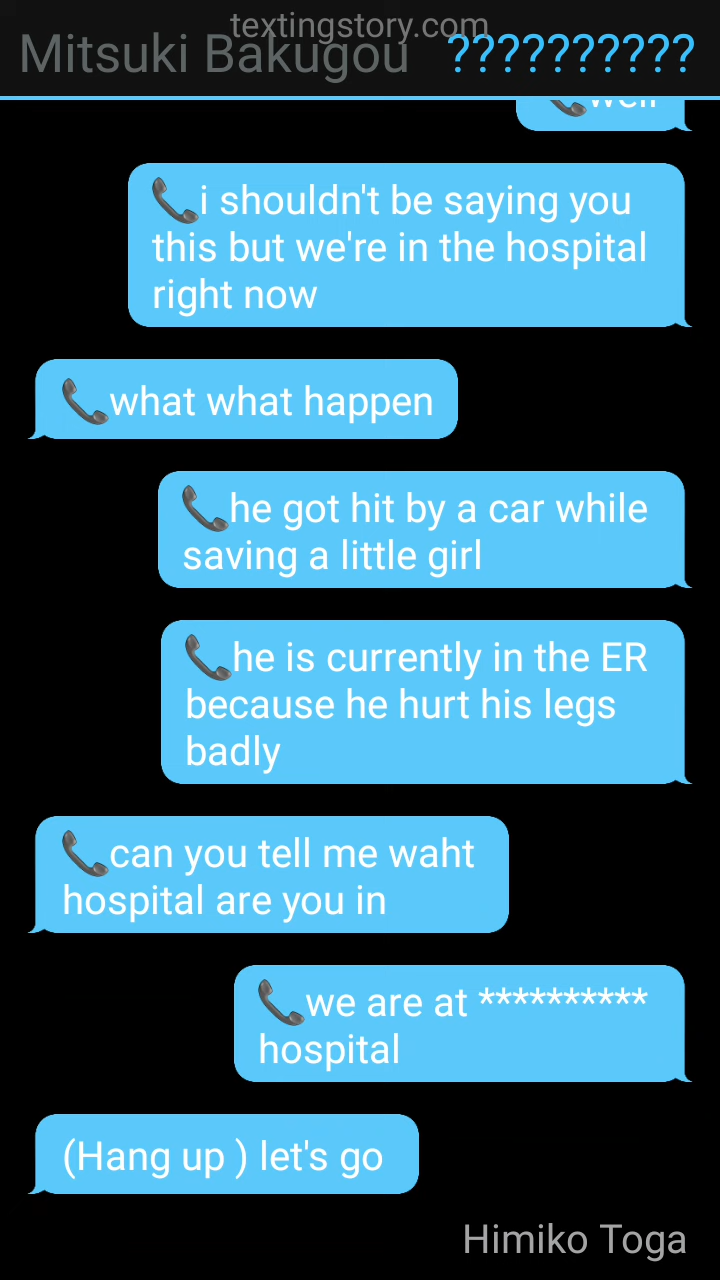 textingstory.com
Mitsuki Bakugou ??????????
📞well
📞i shouldn't be saying you
this but we're in the hospital
right now
📞what what happen
📞he got hit by a car while
saving a little girl
📞he is currently in the ER
because he hurt his legs
badly
📞can you tell me waht
hospital are you in
📞we are at **********
hospital
(Hang up ) let's go
Himiko Toga